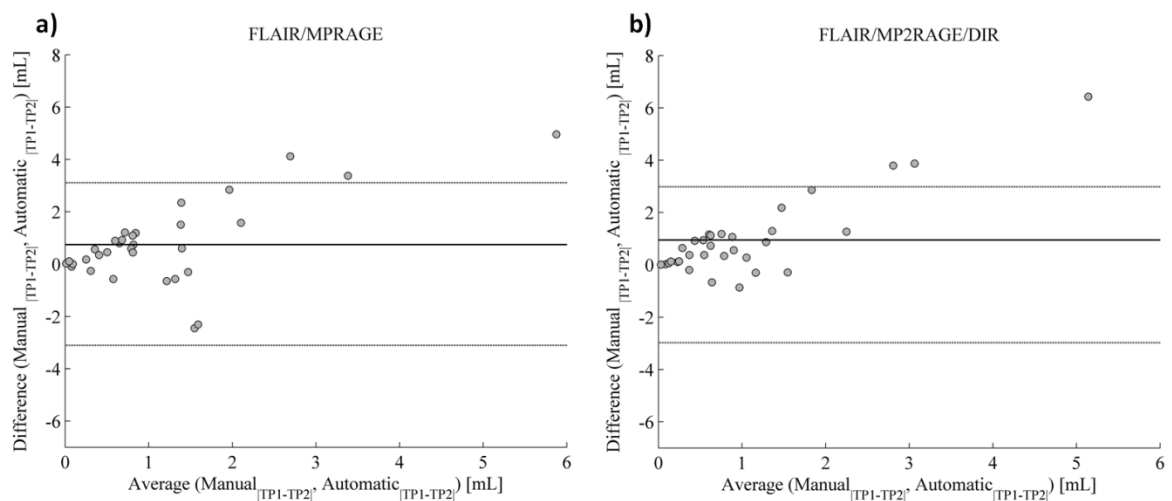 a)
FLAIR/MPRAGE
Difference (Manual |TP1-TP2|, Automatic |TP1-TP2|) [mL]
8
6
4
2
0
-2
-4
-6
0 1 2 3 4 5 6
Average (Manual|TP1-TP2|, Automatic|TP1-TP2|) [mL]
b)
FLAIR/MP2RAGE/DIR
Difference (Manual |TP1-TP2|, Automatic |TP1-TP2|) [mL]
8
6
4
2
0
-2
-4
-6
0 1 2 3 4 5 6
Average (Manual|TP1-TP2|, Automatic|TP1-TP2|) [mL]